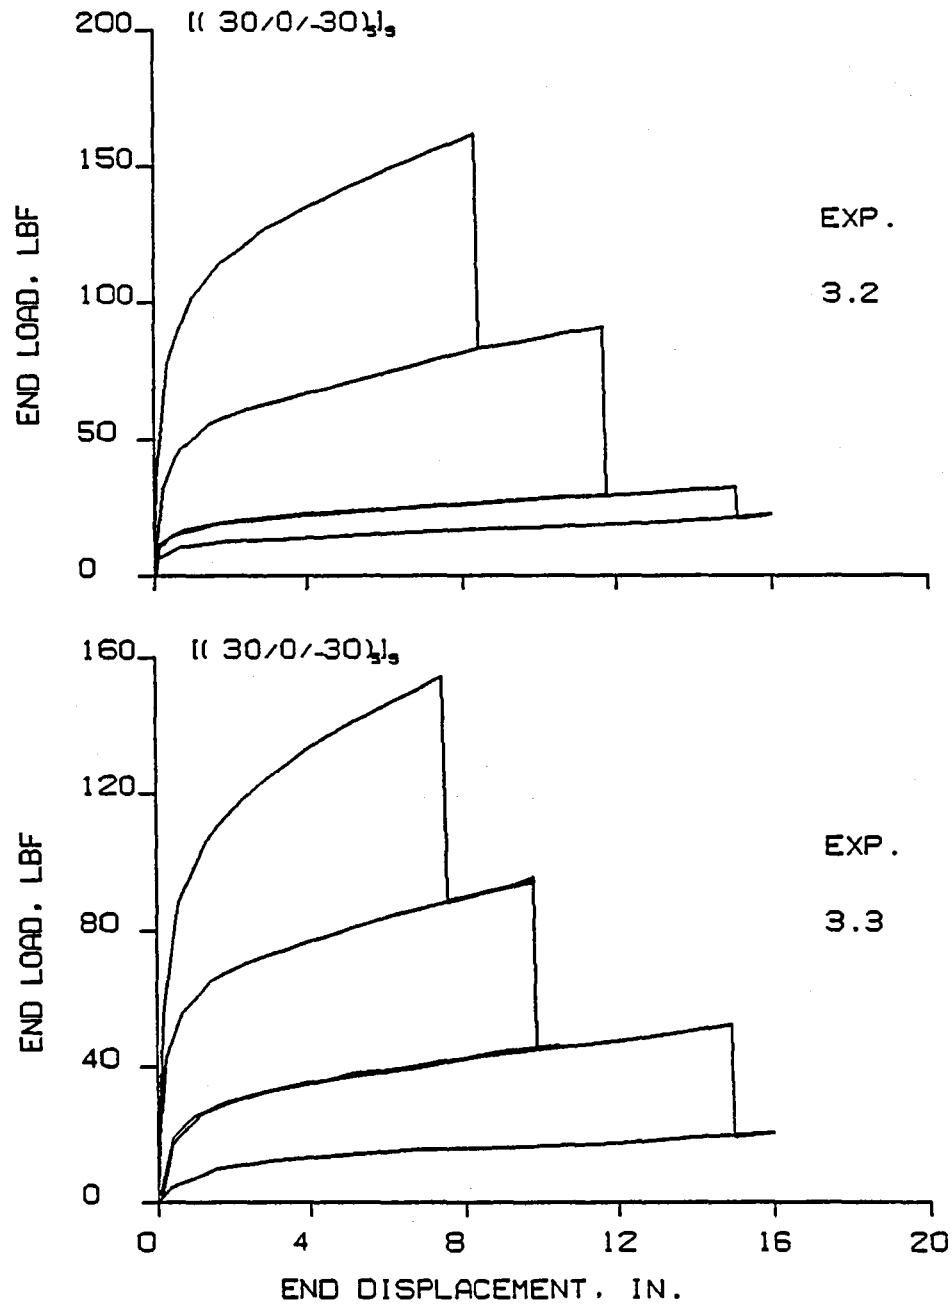 [( 30/0/-30)5]s
200
150
100
50
0
END LOAD, LBF
EXP.
3.2
[( 30/0/-30)5]s
160
120
80
40
0
END LOAD, LBF
EXP.
3.3
0 4 8 12 16 20
END DISPLACEMENT, IN.